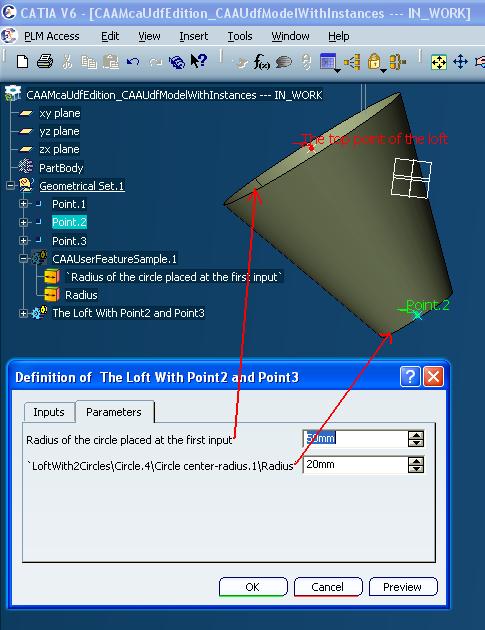 CATIA V6 - [CAAMcaUdfEdition_CAAUdfModelWithInstances --- IN_WORK]
PLM Access Edit View Insert Tools Window Help
CAAMcaUdfEdition_CAAUdfModelWithInstances --- IN_WORK
xy plane
yz plane
zx plane
PartBody
Geometrical Set.1
Point.1
Point.2
Point.3
CAAUserFeatureSample.1
`Radius of the circle placed at the first input`
Radius
The Loft With Point2 and Point3
The top point of the loft
Point.2
Definition of The Loft With Point2 and Point3
Inputs Parameters
Radius of the circle placed at the first input 50mm
`LoftWith2Circles\Circle.4\Circle center-radius.1\Radius 20mm
OK Cancel Preview